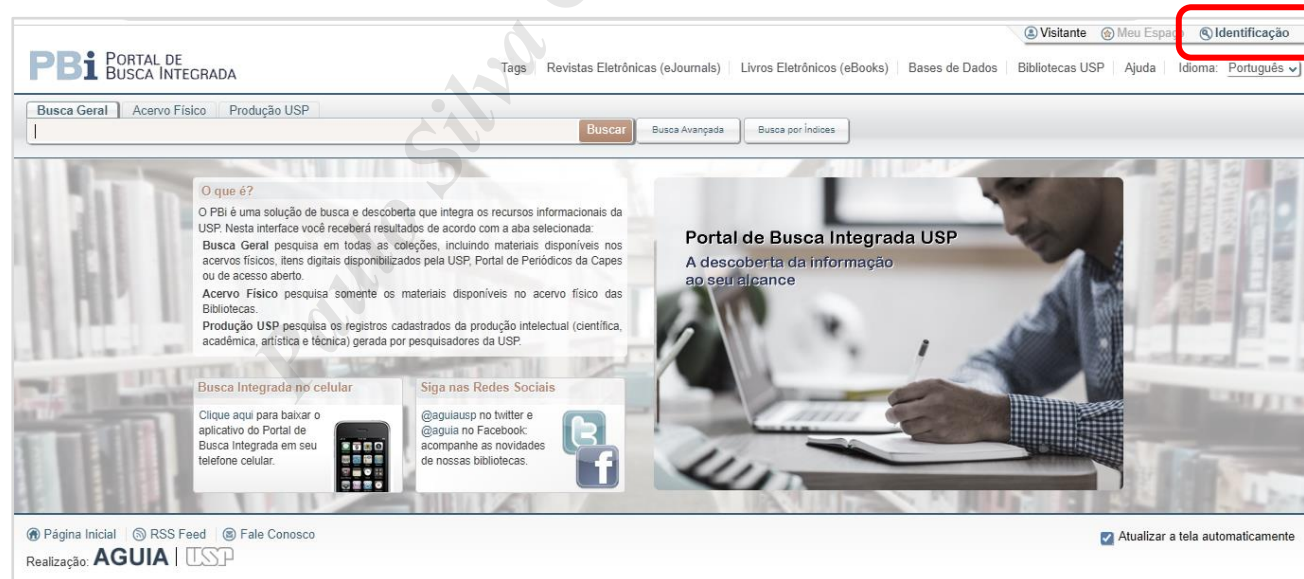 Visitante Meu Espaço Identificação
PBi PORTAL DE
BUSCA INTEGRADA
Tags Revistas Eletrônicas (eJournals) Livros Eletrônicos (eBooks) Bases de Dados Bibliotecas USP Ajuda Idioma: Português
Busca Geral Acervo Físico Produção USP
Buscar Busca Avançada Busca por Índices
O que é?
O PBi é uma solução de busca e descoberta que integra os recursos informacionais da
USP. Nesta interface você receberá resultados de acordo com a aba selecionada:
Busca Geral pesquisa em todas as coleções, incluindo materiais disponíveis nos
acervos físicos, itens digitais disponibilizados pela USP, Portal de Periódicos da Capes
ou de acesso aberto.
Acervo Físico pesquisa somente os materiais disponíveis no acervo físico das
Bibliotecas.
Produção USP pesquisa os registros cadastrados da produção intelectual (científica,
acadêmica, artística e técnica) gerada por pesquisadores da USP.
Portal de Busca Integrada USP
A descoberta da informação
ao seu alcance
Busca Integrada no celular
Clique aqui para baixar o
aplicativo do Portal de
Busca Integrada em seu
telefone celular.
Siga nas Redes Sociais
@aguiausp no twitter e
@aguia no Facebook:
acompanhe as novidades
de nossas bibliotecas.
Paulo Silva
Página Inicial RSS Feed Fale Conosco
Atualizar a tela automaticamente
Realização: AGUIA USP